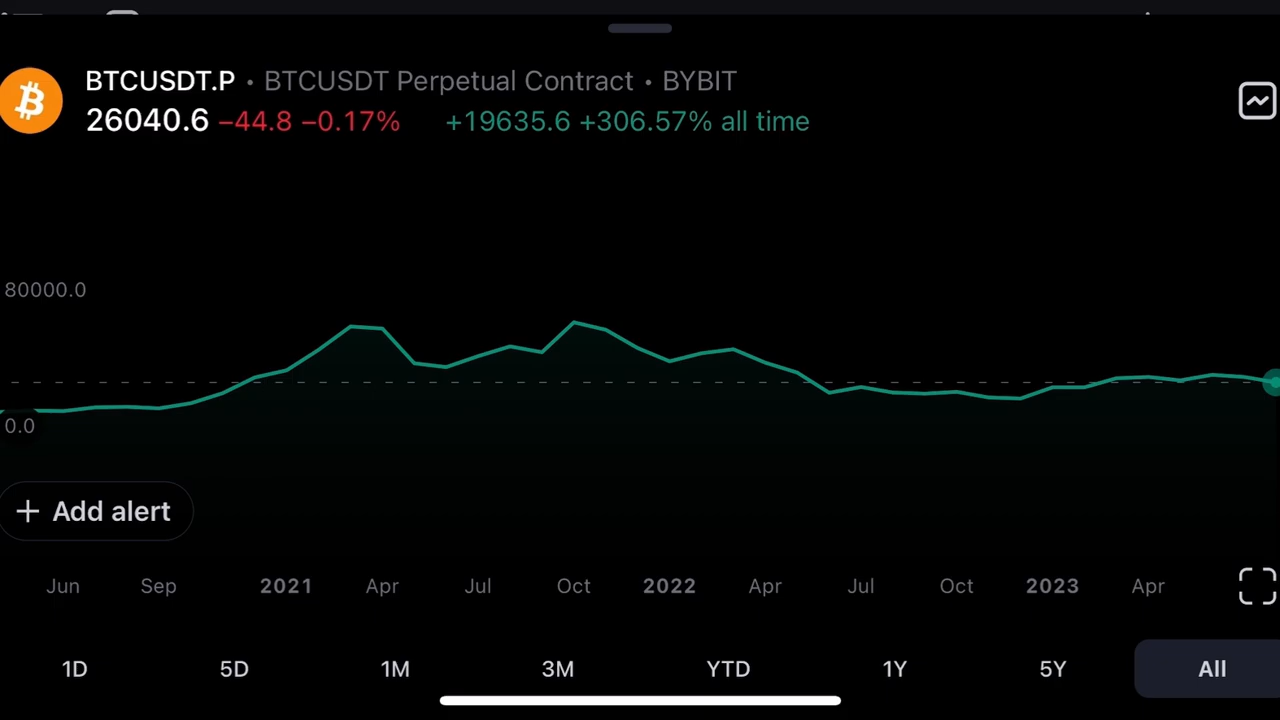 BTCUSDT.P · BTCUSDT Perpetual Contract · BYBIT
26040.6 −44.8 −0.17% +19635.6 +306.57% all time
80000.0
0.0
+ Add alert
Jun Sep 2021 Apr Jul Oct 2022 Apr Jul Oct 2023 Apr
1D 5D 1M 3M YTD 1Y 5Y All